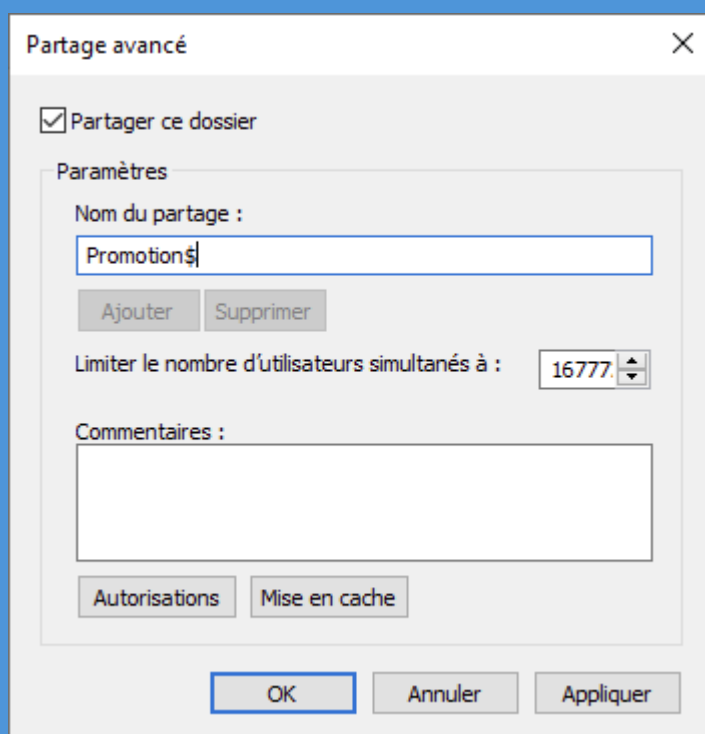 Partage avancé
Partager ce dossier
Paramètres
Nom du partage :
Promotion$
Ajouter Supprimer
Limiter le nombre d'utilisateurs simultanés à : 16777
Commentaires :
Autorisations Mise en cache
OK Annuler Appliquer